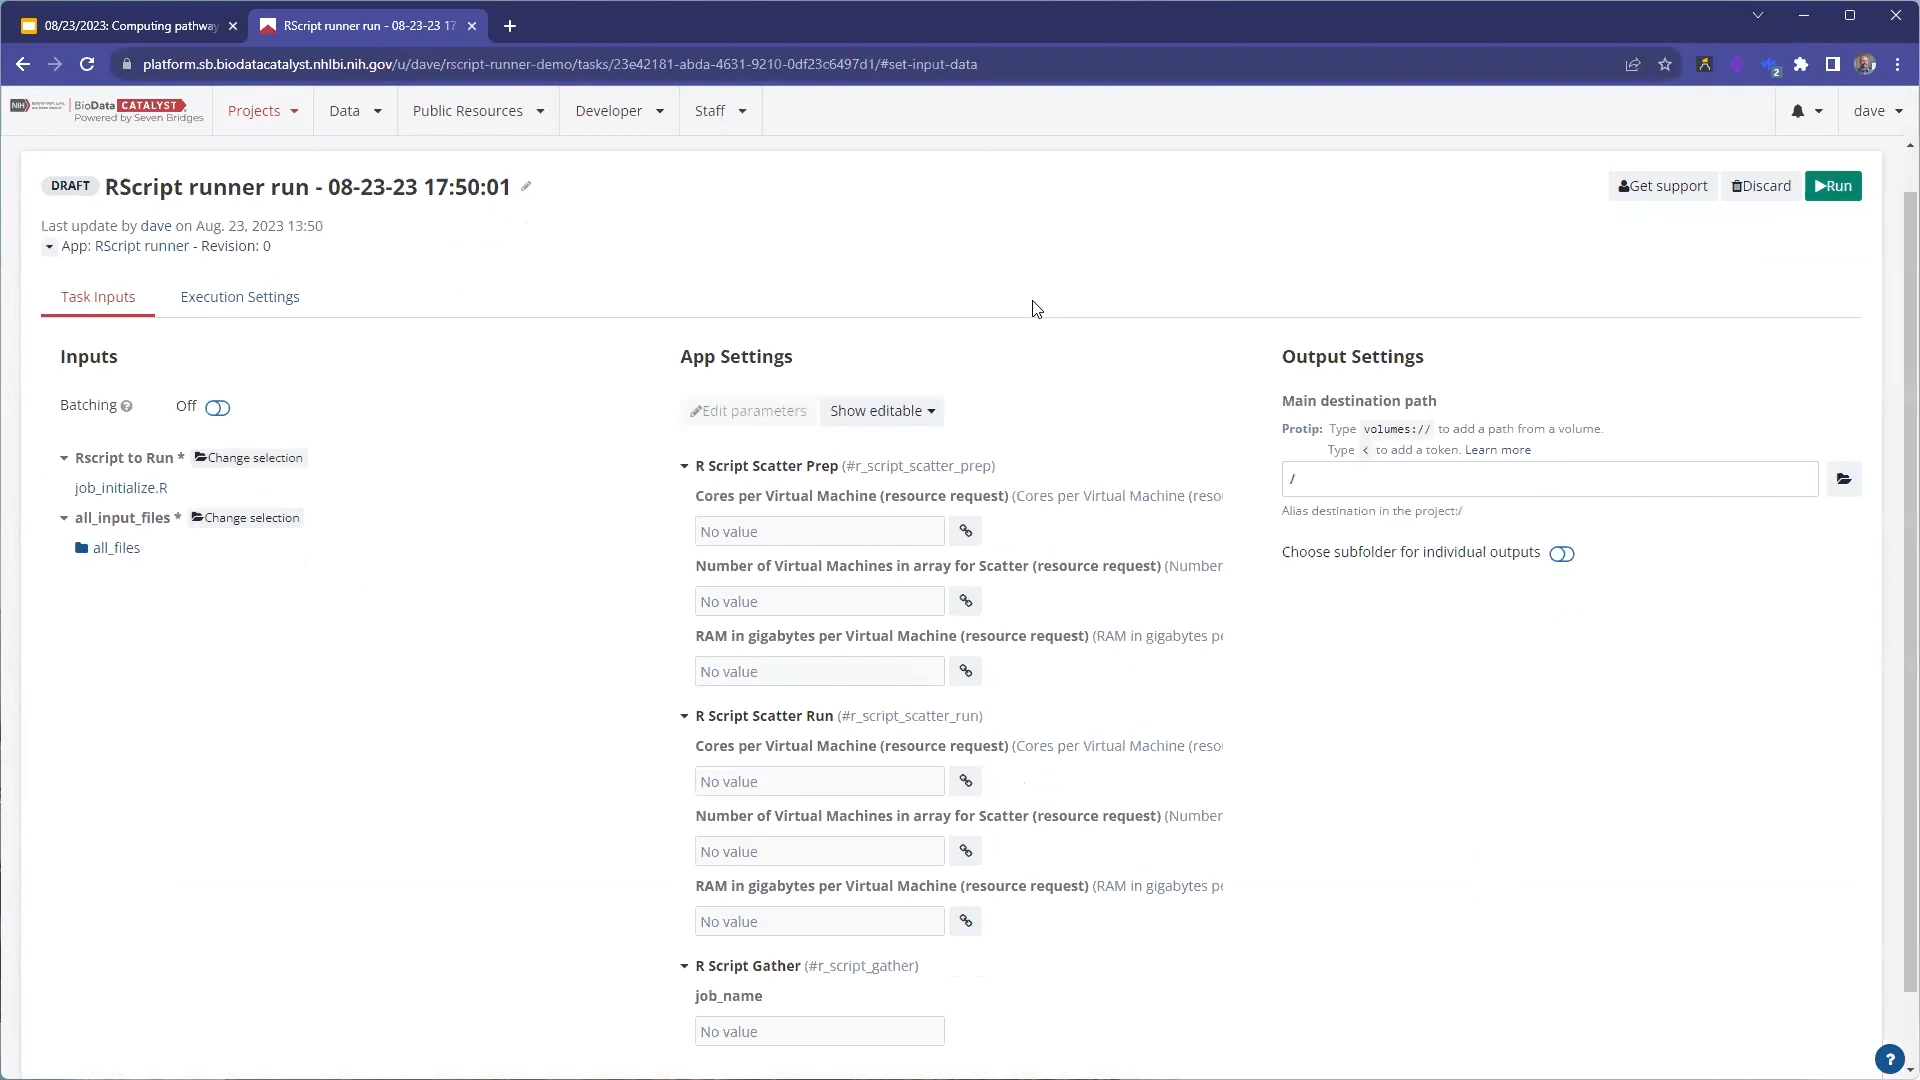 08/23/2023: Computing pathway
RScript runner run - 08-23-23 17
platform.sb.biodatacatalyst.nhlbi.nih.gov/u/dave/rscript-runner-demo/tasks/23e42181-abda-4631-9210-0df23c6497d1/#set-input-data
2
NIH
BioData CATALYST
Powered by Seven Bridges
Projects
Data
Public Resources
Developer
Staff
dave
DRAFT RScript runner run - 08-23-23 17:50:01
Get support
Discard
Run
Last update by dave on Aug. 23, 2023 13:50
App: RScript runner - Revision: 0
Task Inputs
Execution Settings
Inputs
Batching ?
Off
Rscript to Run * Change selection
job_initialize.R
all_input_files * Change selection
all_files
App Settings
Edit parameters
Show editable
R Script Scatter Prep (#r_script_scatter_prep)
Cores per Virtual Machine (resource request) (Cores per Virtual Machine (reso
No value
Number of Virtual Machines in array for Scatter (resource request) (Number
No value
RAM in gigabytes per Virtual Machine (resource request) (RAM in gigabytes pe
No value
R Script Scatter Run (#r_script_scatter_run)
Cores per Virtual Machine (resource request) (Cores per Virtual Machine (reso
No value
Number of Virtual Machines in array for Scatter (resource request) (Number
No value
RAM in gigabytes per Virtual Machine (resource request) (RAM in gigabytes pe
No value
R Script Gather (#r_script_gather)
job_name
No value
Output Settings
Main destination path
Protip: Type volumes:// to add a path from a volume.
Type < to add a token. Learn more
/
Alias destination in the project:/
Choose subfolder for individual outputs
?